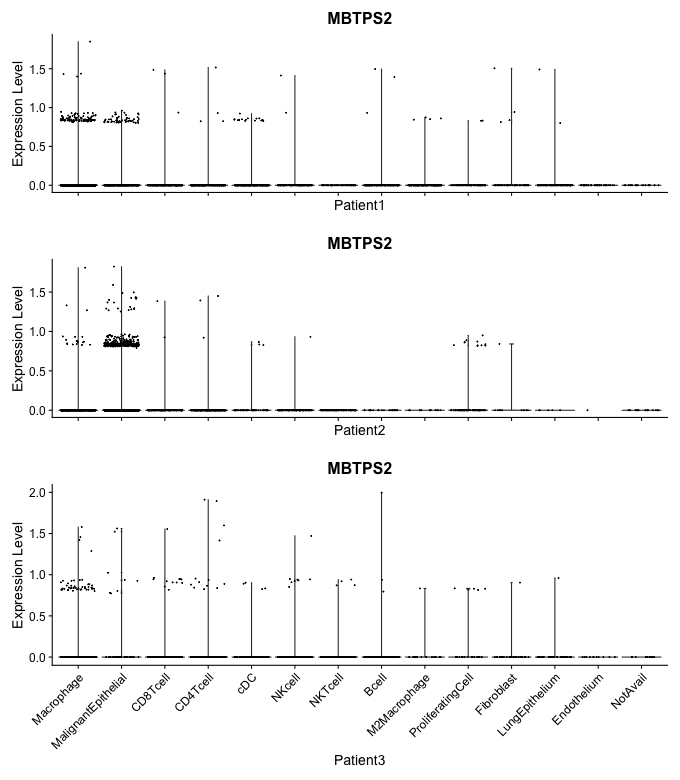 MBTPS2
Expression Level
1.5
1.0
0.5
0.0
Patient1
MBTPS2
Expression Level
1.5
1.0
0.5
0.0
Patient2
MBTPS2
Expression Level
2.0
1.5
1.0
0.5
0.0
Macrophage
MalignantEpithelial
CD8Tcell
CD4Tcell
cDC
NKcell
NKTcell
Bcell
M2Macrophage
ProliferatingCell
Fibroblast
LungEpithelium
Endothelium
NotAvail
Patient3